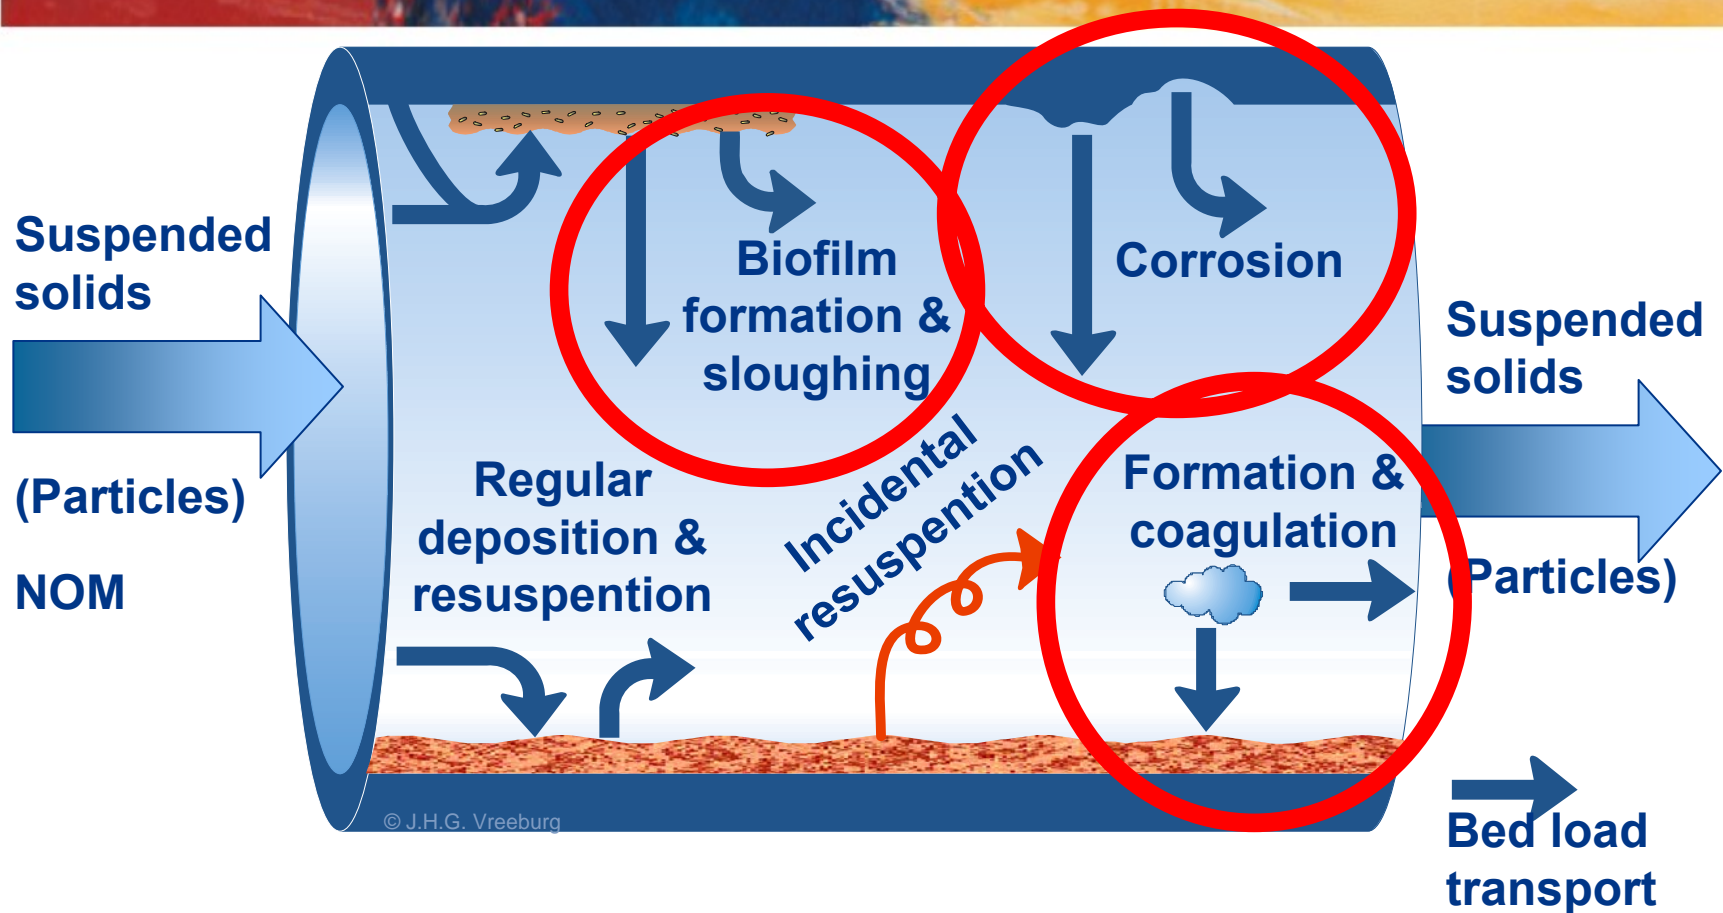 Suspended
solids
(Particles)
NOM
Biofilm
formation &
sloughing
Corrosion
Regular
deposition &
resuspention
Incidental
resuspention
Formation &
coagulation
Suspended
solids
(Particles)
Bed load
transport
© J.H.G. Vreeburg